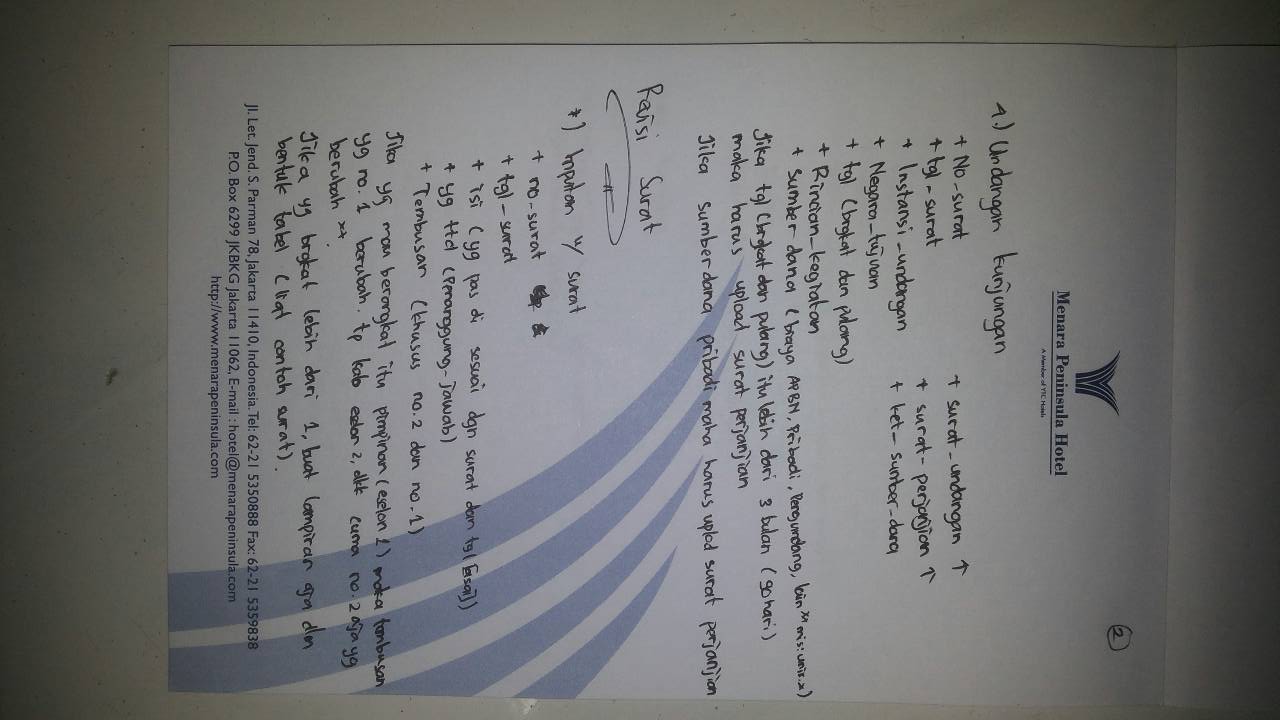 2
Menara Peninsula Hotel
A Member of YTC Hotels
4.) Undangan kunjungan
+ No-surat
+ tgl-surat
+ Instansi-undangan
+ Negara-tujuan
+ tgl (brgkat dan pulang)
+ Rincian-kegiatan
+ Sumber dana (biaya APBN, Pribadi, Pengundang, lain²x mis: univ. x)
+ surat-undangan ↑
+ surat-perjanjian ↑
+ ket-sumber-dana
Jika tgl (brgkat dan pulang) itu lebih dari 3 bulan (90 hari)
maka harus upload surat perjanjian
Jika sumber dana pribadi maka harus uplod surat perjanjian
Revisi Surat
*) Inputan u/ surat
+ no-surat
+ tgl-surat
+ isi (yg pas di sesuai dgn surat dan tgl [])
+ yg ttd (Penanggung-jawab)
+ Tembusan (khusus no. 2 dan no. 1)
Jika yg mau berangkat itu pimpinan (eselon 1) maka tembusan
yg no. 1 berubah. tp kalo eselon 2, dkk cuma no. 2 aja yg
berubah ²x
Jika yg brgkat lebih dari 1, buat lampiran gra dlm
bentuk tabel (liat contoh surat).
Jl. Let. Jend. S. Parman 78, Jakarta 11410, Indonesia. Tel: 62-21 5350888 Fax: 62-21 5359838
P.O. Box 6299 JKBKG Jakarta 11062, E-mail : hotel@menarapeninsula.com
http://www.menarapeninsula.com